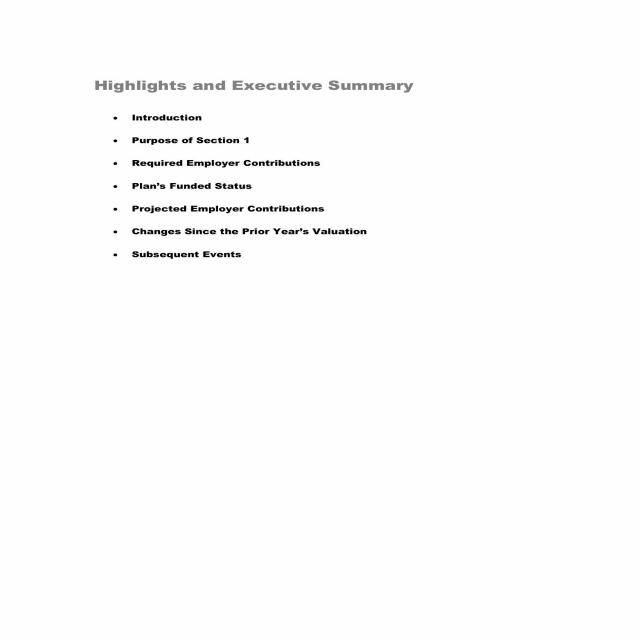 Highlights and Executive Summary
• Introduction
• Purpose of Section 1
• Required Employer Contributions
• Plan’s Funded Status
• Projected Employer Contributions
• Changes Since the Prior Year’s Valuation
• Subsequent Events